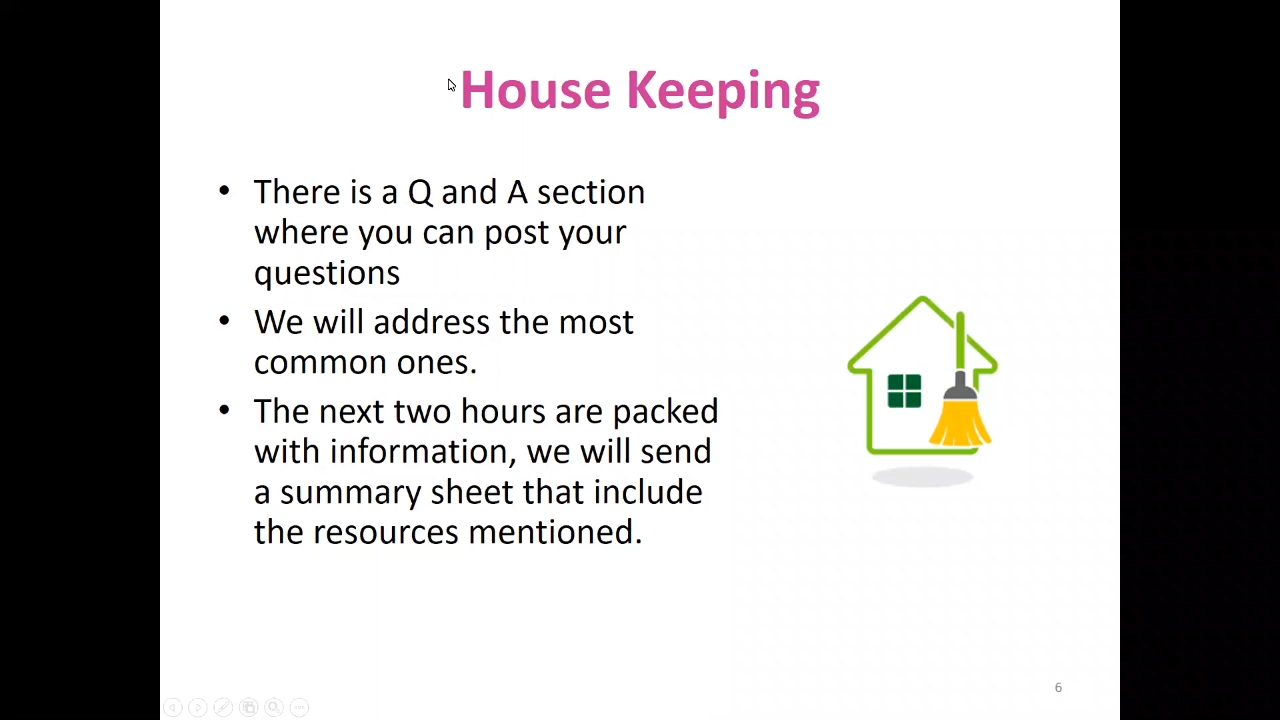 House Keeping
• There is a Q and A section
where you can post your
questions
• We will address the most
common ones.
• The next two hours are packed
with information, we will send
a summary sheet that include
the resources mentioned.
6